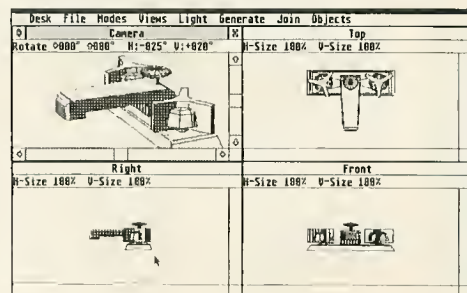 Desk File Modes Views Light Generate Join Objects
Camera
Rotate 000° 000° H:-025° V:+020°
Top
H-Size 100% V-Size 100%
Right
H-Size 100% V-Size 100%
Front
H-Size 100% V-Size 100%